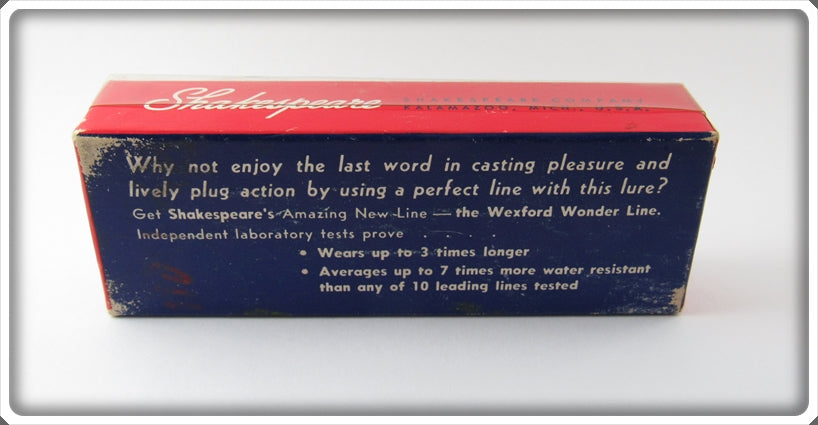 Shakespeare
SHAKESPEARE COMPANY
KALAMAZOO, MICH., U.S.A.
Why not enjoy the last word in casting pleasure and
lively plug action by using a perfect line with this lure?
Get Shakespeare's Amazing New Line — the Wexford Wonder Line.
Independent laboratory tests prove . . . . .
• Wears up to 3 times longer
• Averages up to 7 times more water resistant
than any of 10 leading lines tested